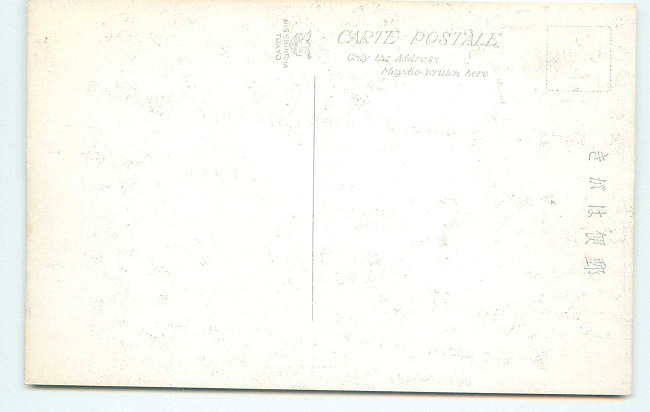 CARTE POSTALE
Only the Address
May be written here
TOKYO
郵便はがき